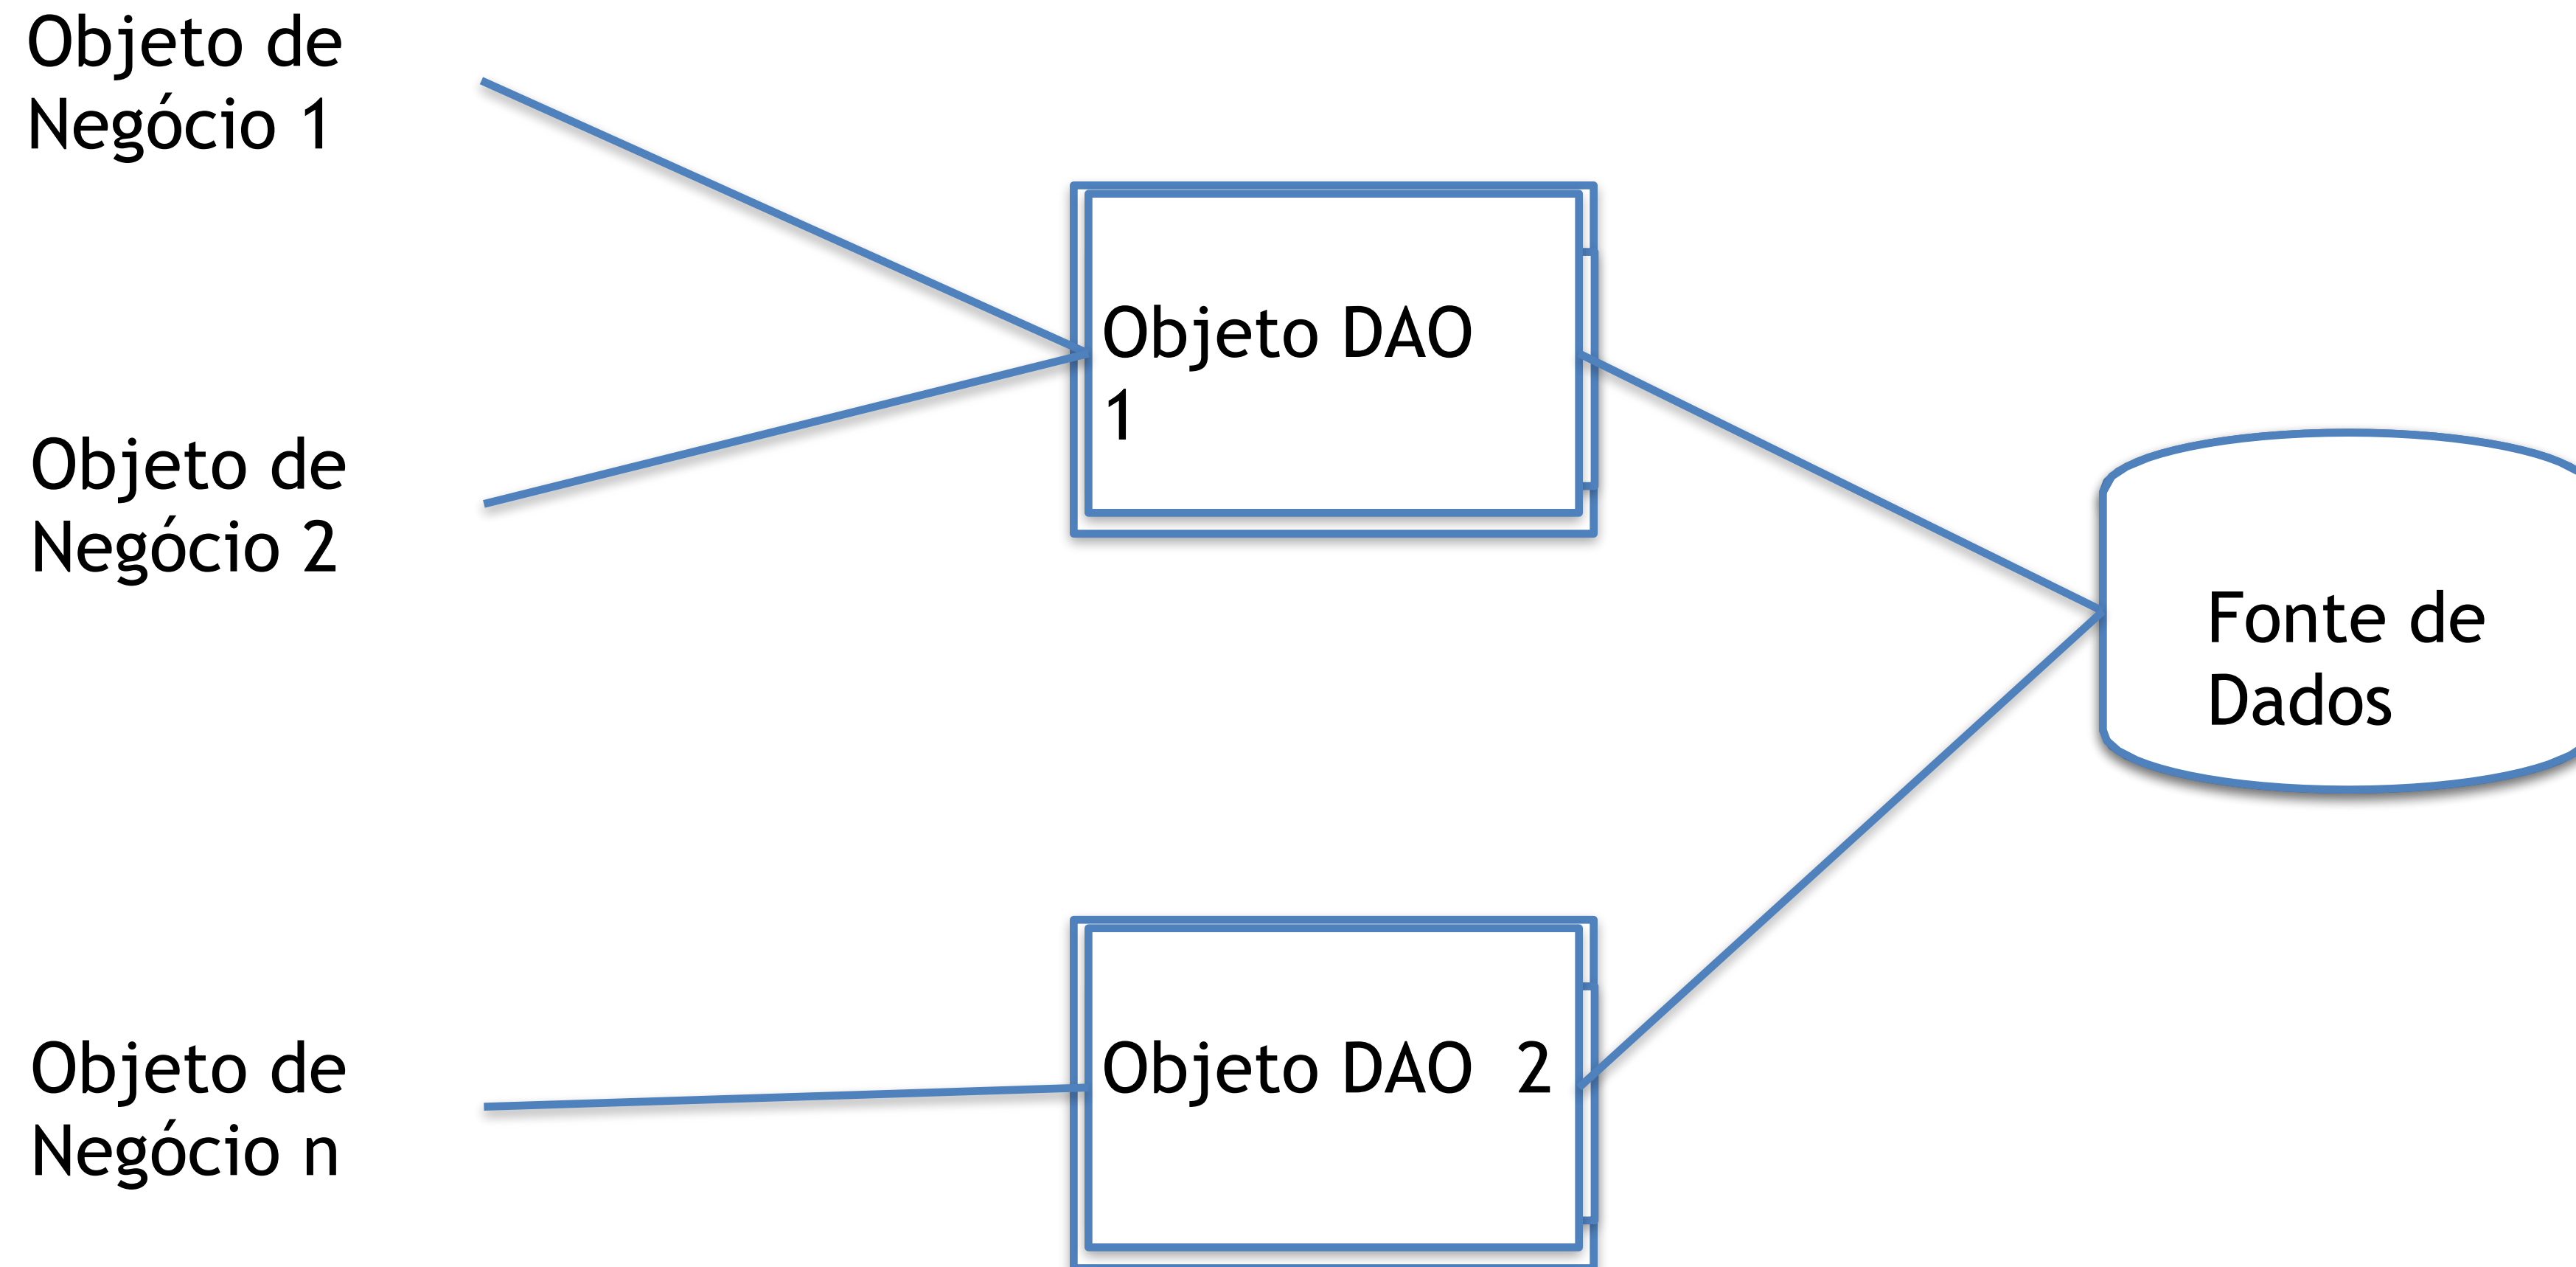 Objeto de
Negócio 1
Objeto DAO
1
Objeto de
Negócio 2
Fonte de
Dados
Objeto DAO  2
Objeto de
Negócio n